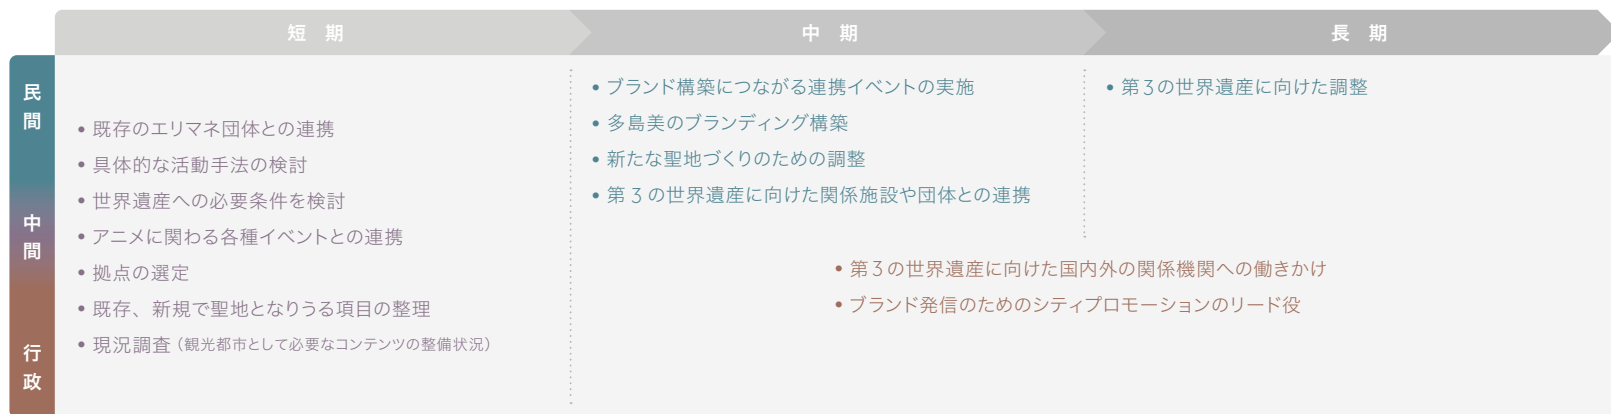 短期
中期
長期
民間
中間
行政
• 既存のエリマネ団体との連携
• 具体的な活動手法の検討
• 世界遺産への必要条件を検討
• アニメに関わる各種イベントとの連携
• 拠点の選定
• 既存、新規で聖地となりうる項目の整理
• 現況調査（観光都市として必要なコンテンツの整備状況）
• ブランド構築につながる連携イベントの実施
• 多島美のブランディング構築
• 新たな聖地づくりのための調整
• 第３の世界遺産に向けた関係施設や団体との連携
• 第３の世界遺産に向けた調整
• 第３の世界遺産に向けた国内外の関係機関への働きかけ
• ブランド発信のためのシティプロモーションのリード役